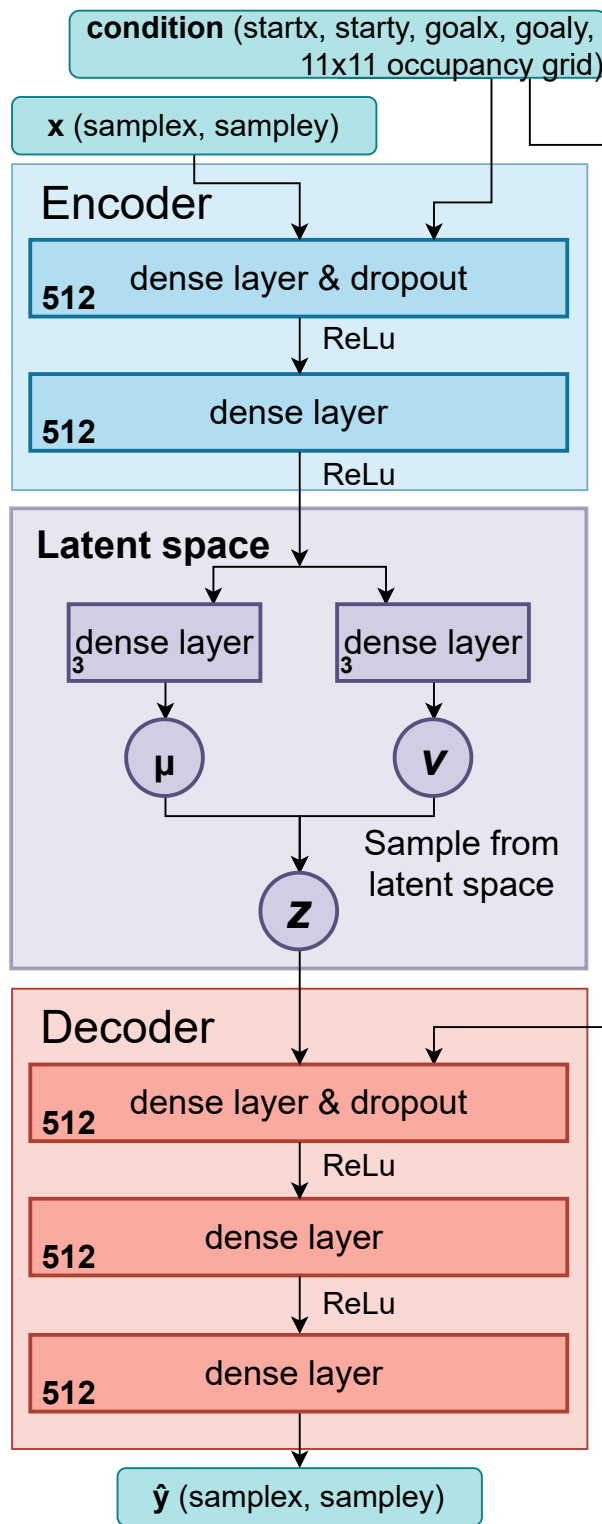 condition (startx, starty, goalx, goaly,
11x11 occupancy grid)
x (samplex, sampley)
Encoder
dense layer & dropout
512
ReLu
dense layer
512
ReLu
Latent space
dense layer
3
dense layer
3
μ
v
Sample from
latent space
z
Decoder
dense layer & dropout
512
ReLu
dense layer
512
ReLu
dense layer
512
ŷ (samplex, sampley)